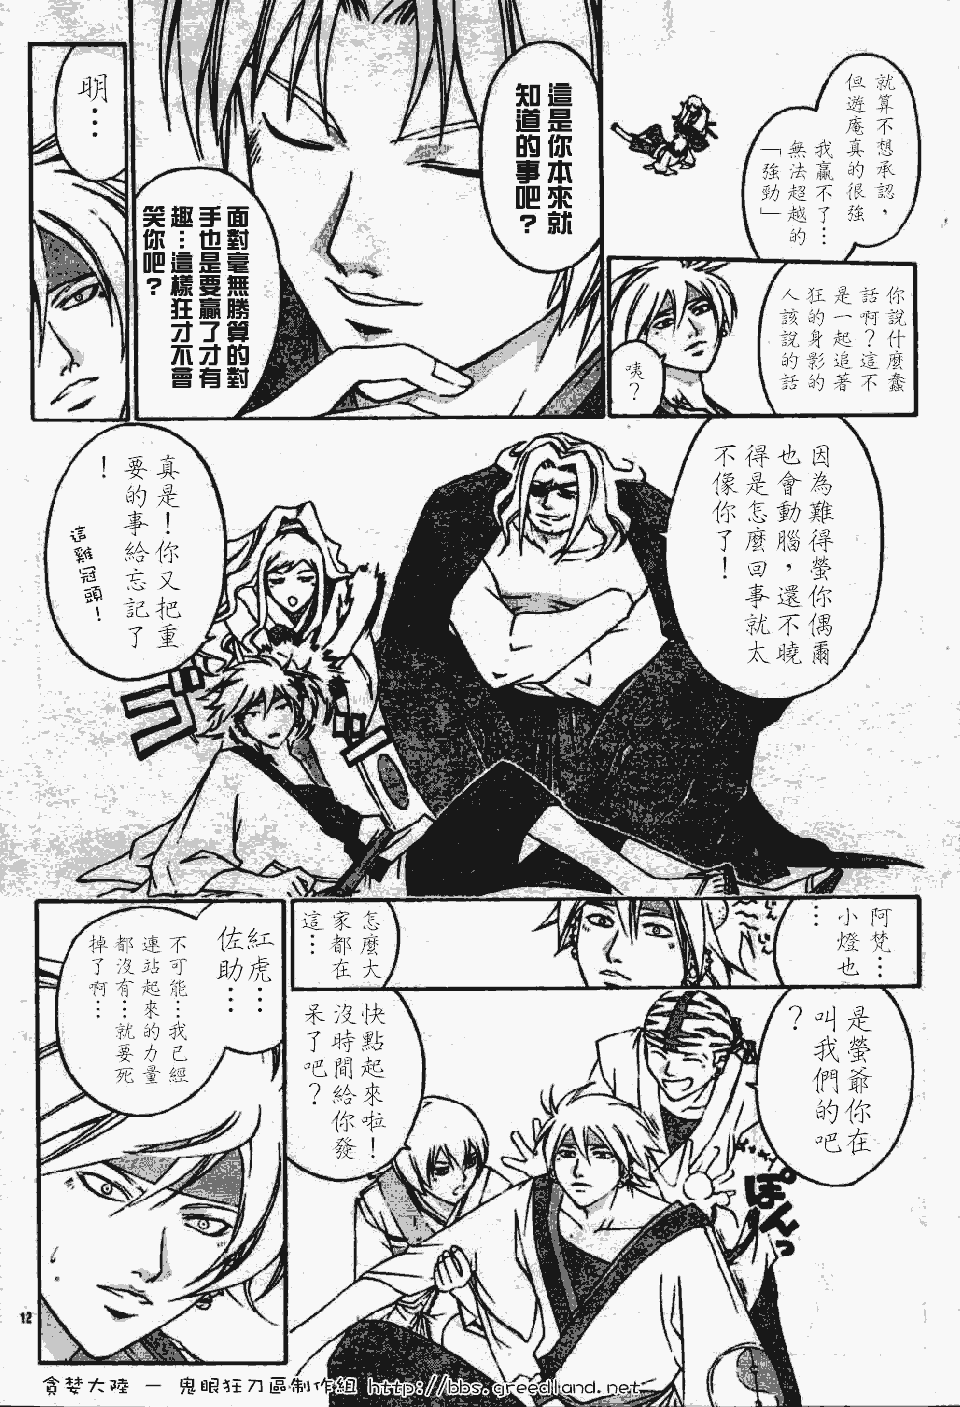 就算不想承認，
但遊庵真的很強
我贏不了…
無法超越的
「強勁」
這是你本來就
知道的事吧？
面對毫無勝算的對
手也是要贏了才有
趣…這樣狂才不會
笑你吧？
明…
你說什麼蠢
話啊？這不
是一起追著
狂的身影的
人該說的話
咦？
因為難得螢你偶爾
也會動腦，還不曉
得是怎麼回事就太
不像你了！
真是！你又把重
要的事給忘記了
！
這雞冠頭！
ゴ
ツン
阿梵…
小燈也
…
怎麼大
家都在
這…
紅虎…
佐助…
不可能…我已經
連站起來的力量
都沒有…就要死
掉了啊…
是螢爺你在
叫我們的吧
？
快點起來啦！
沒時間給你發
呆了吧？
ぽんっ
12
貪婪大陸 — 鬼眼狂刀區制作組 http://bbs.greedland.net